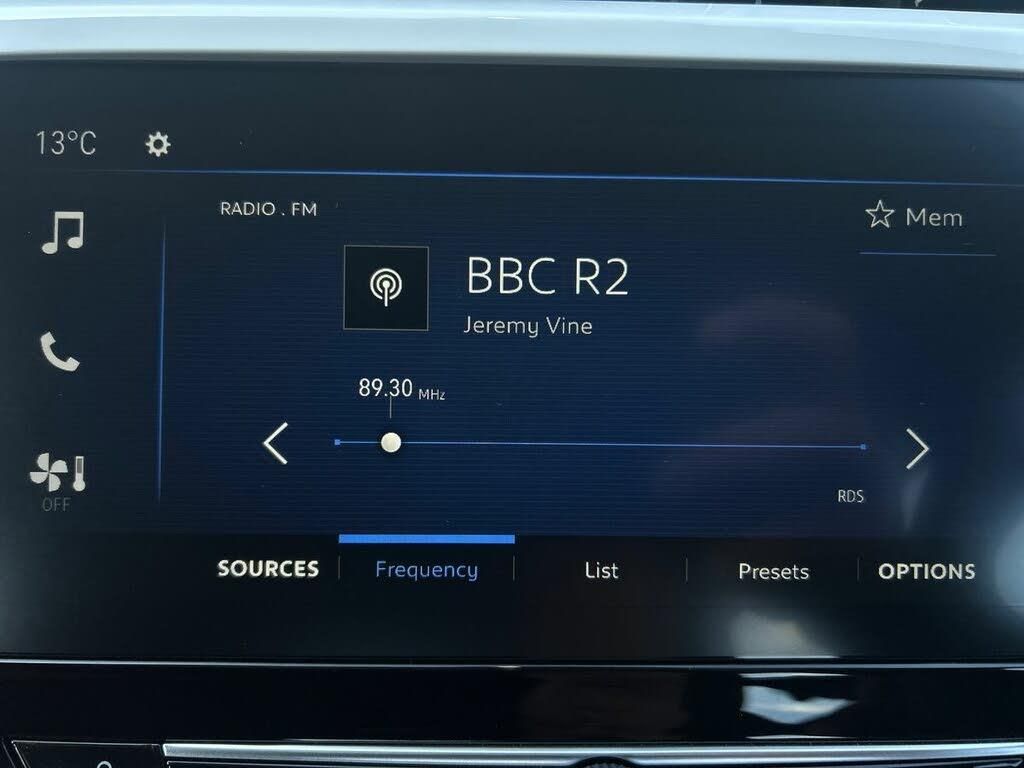 13°C
RADIO . FM
Mem
BBC R2
Jeremy Vine
89.30 MHz
RDS
OFF
SOURCES Frequency List Presets OPTIONS